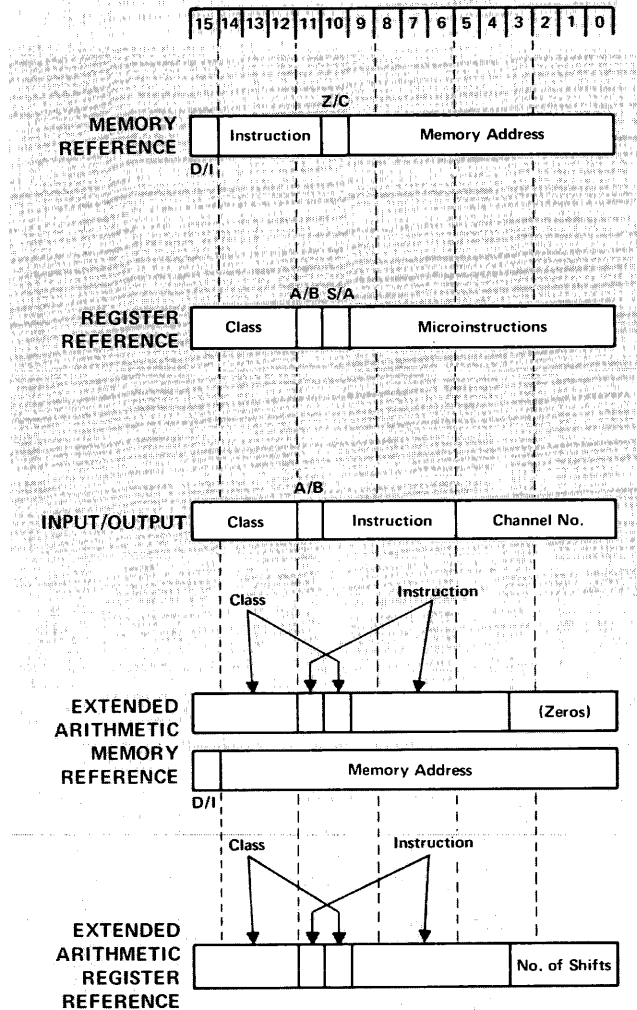 15 14 13 12 11 10 9 8 7 6 5 4 3 2 1 0
Z/C
MEMORY
REFERENCE
Instruction
Memory Address
D/I
A/B S/A
REGISTER
REFERENCE
Class
Microinstructions
A/B
INPUT/OUTPUT
Class
Instruction
Channel No.
Class
Instruction
EXTENDED
ARITHMETIC
MEMORY
REFERENCE
(Zeros)
Memory Address
D/I
Class
Instruction
EXTENDED
ARITHMETIC
REGISTER
REFERENCE
No. of Shifts